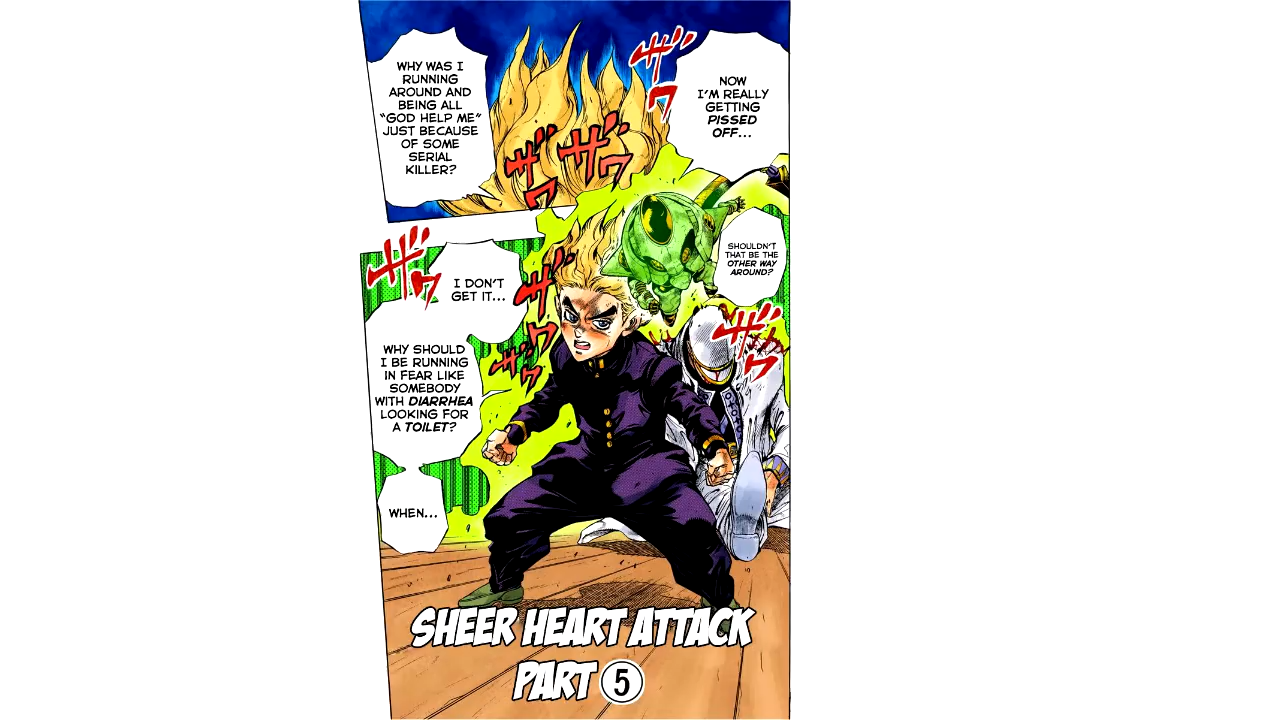 NOW
I'M REALLY
GETTING
PISSED
OFF...
ザ
ワ
WHY WAS I
RUNNING
AROUND AND
BEING ALL
"GOD HELP ME"
JUST BECAUSE
OF SOME
SERIAL
KILLER?
ザ
ワ
ザ
ワ
SHOULDN'T
THAT BE THE
OTHER WAY
AROUND?
ザ
ワ
ザ
ワ
ザ
ワ
I DON'T
GET IT...
ザ
ワ
WHY SHOULD
I BE RUNNING
IN FEAR LIKE
SOMEBODY
WITH DIARRHEA
LOOKING FOR
A TOILET?
WHEN...
SHEER HEART ATTACK
PART 5